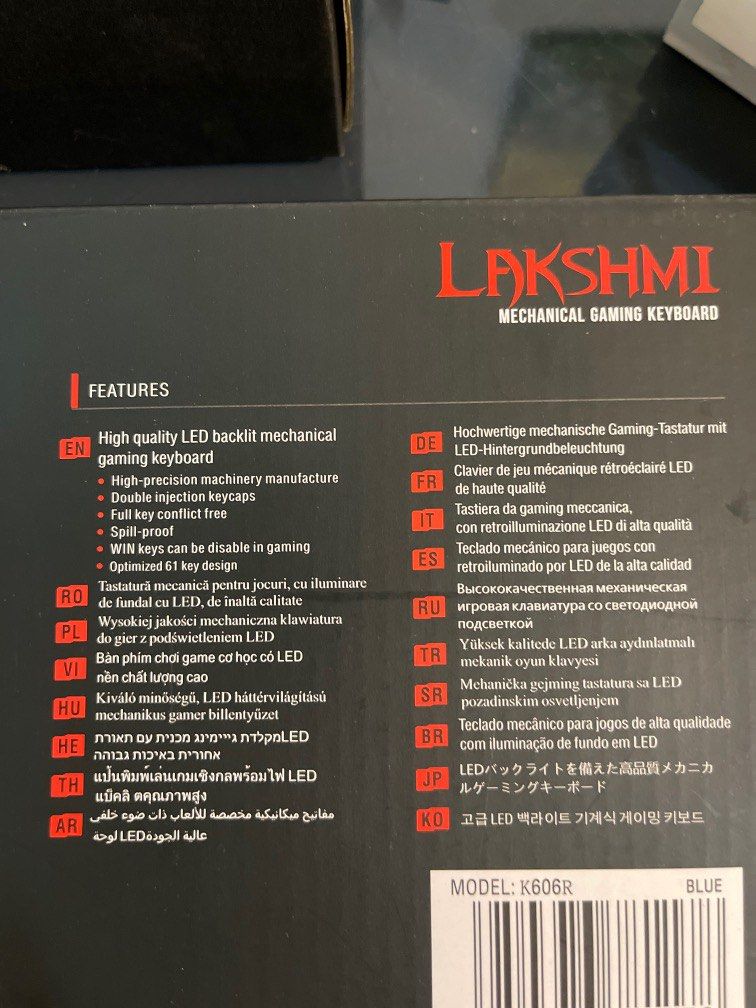 LAKSHMI
MECHANICAL GAMING KEYBOARD
FEATURES
EN
High quality LED backlit mechanical
gaming keyboard
• High-precision machinery manufacture
• Double injection keycaps
• Full key conflict free
• Spill-proof
• WIN keys can be disable in gaming
• Optimized 61 key design
RO
Tastatură mecanică pentru jocuri, cu iluminare
de fundal cu LED, de înaltă calitate
PL
Wysokiej jakości mechaniczna klawiatura
do gier z podświetleniem LED
VI
Bàn phím chơi game cơ học có LED
nền chất lượng cao
HU
Kiváló minőségű, LED háttérvilágítású
mechanikus gamer billentyűzet
HE
מקלדת גייימינג מכנית עם תאורתLED
אחורית באיכות גבוהה
TH
แป้นพิมพ์เล่นเกมเชิงกลพร้อมไฟ LED
แบ็คลิ ตคุณภาพสูง
AR
مفاتيح ميكانيكية مخصصة للألعاب ذات ضوء خلفي
عالية الجودةLED لوحة
DE
Hochwertige mechanische Gaming-Tastatur mit
LED-Hintergrundbeleuchtung
FR
Clavier de jeu mécanique rétroéclairé LED
de haute qualité
IT
Tastiera da gaming meccanica,
con retroilluminazione LED di alta qualità
ES
Teclado mecánico para juegos con
retroiluminado por LED de la alta calidad
RU
Высококачественная механическая
игровая клавиатура со светодиодной
подсветкой
TR
Yüksek kalitede LED arka aydınlatmalı
mekanik oyun klavyesi
SR
Mehanička gejming tastatura sa LED
pozadinskim osvetljenjem
BR
Teclado mecânico para jogos de alta qualidade
com iluminação de fundo em LED
JP
LEDバックライトを備えた高品質メカニカ
ルゲーミングキーボード
KO
고급 LED 백라이트 기계식 게이밍 키보드
MODEL: K606R
BLUE